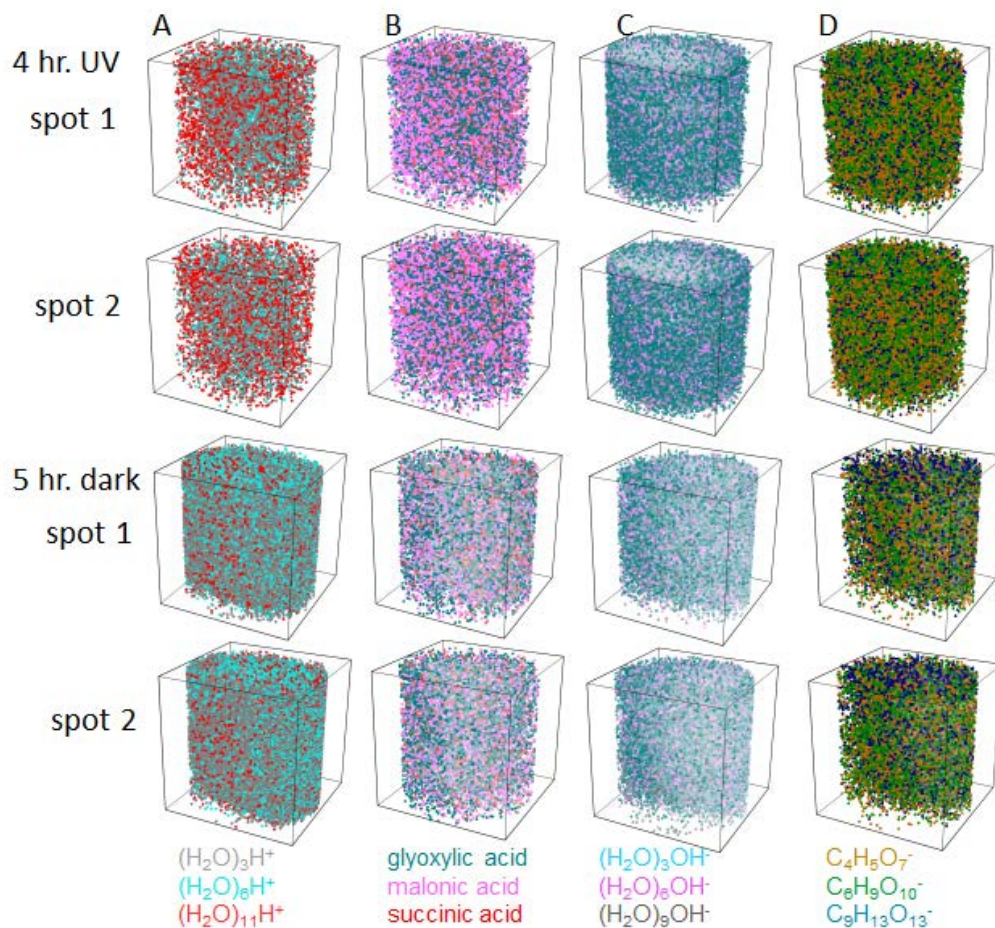 A B C D
4 hr. UV
spot 1
spot 2
5 hr. dark
spot 1
spot 2
(H₂O)₃H⁺ glyoxylic acid (H₂O)₃OH⁻ C₄H₅O₇⁻
(H₂O)₆H⁺ malonic acid (H₂O)₆OH⁻ C₆H₉O₁₀⁻
(H₂O)₁₁H⁺ succinic acid (H₂O)₉OH⁻ C₉H₁₃O₁₃⁻